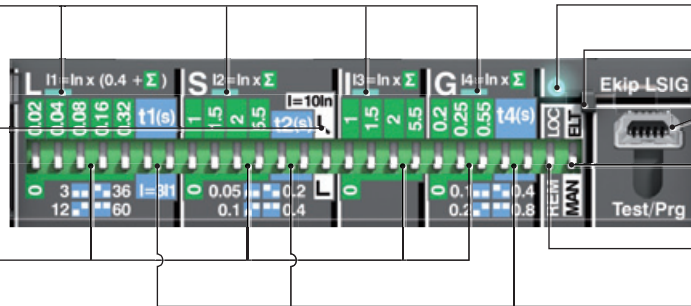 L I1=In x (0.4 + Σ)
0.02 0.04 0.08 0.16 0.32 t1(s)
0 3 36 I=3I1
12 60
S I2=In x Σ
1 1.5 2 5.5 t2(s) I=10In
0 0.05 0.2
0.1 0.4
I I3=In x Σ
1 1.5 2 5.5
0
G I4=In x Σ
0.2 0.25 0.55 t4(s)
0 0.1 0.4
0.2 0.8
LOC ELT
REM MAN
Ekip LSIG
Test/Prg